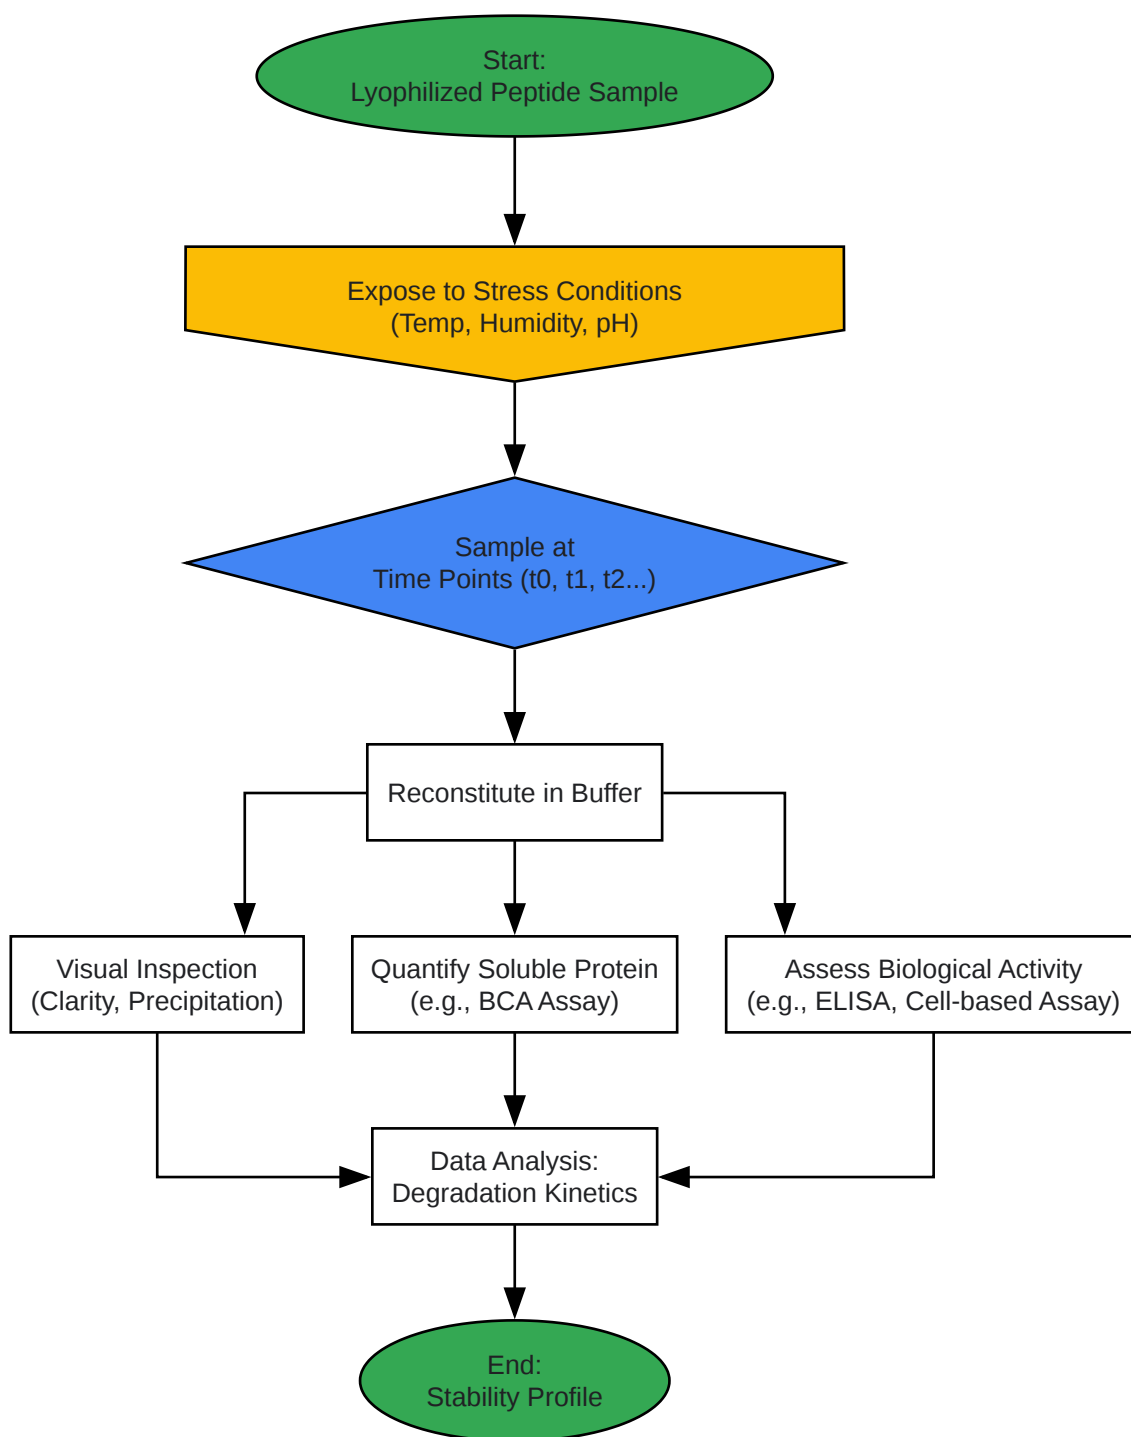 Start:
Lyophilized Peptide Sample
Expose to Stress Conditions
(Temp, Humidity, pH)
Sample at
Time Points (t0, t1, t2...)
Reconstitute in Buffer
Visual Inspection
(Clarity, Precipitation)
Quantify Soluble Protein
(e.g., BCA Assay)
Assess Biological Activity
(e.g., ELISA, Cell-based Assay)
Data Analysis:
Degradation Kinetics
End:
Stability Profile